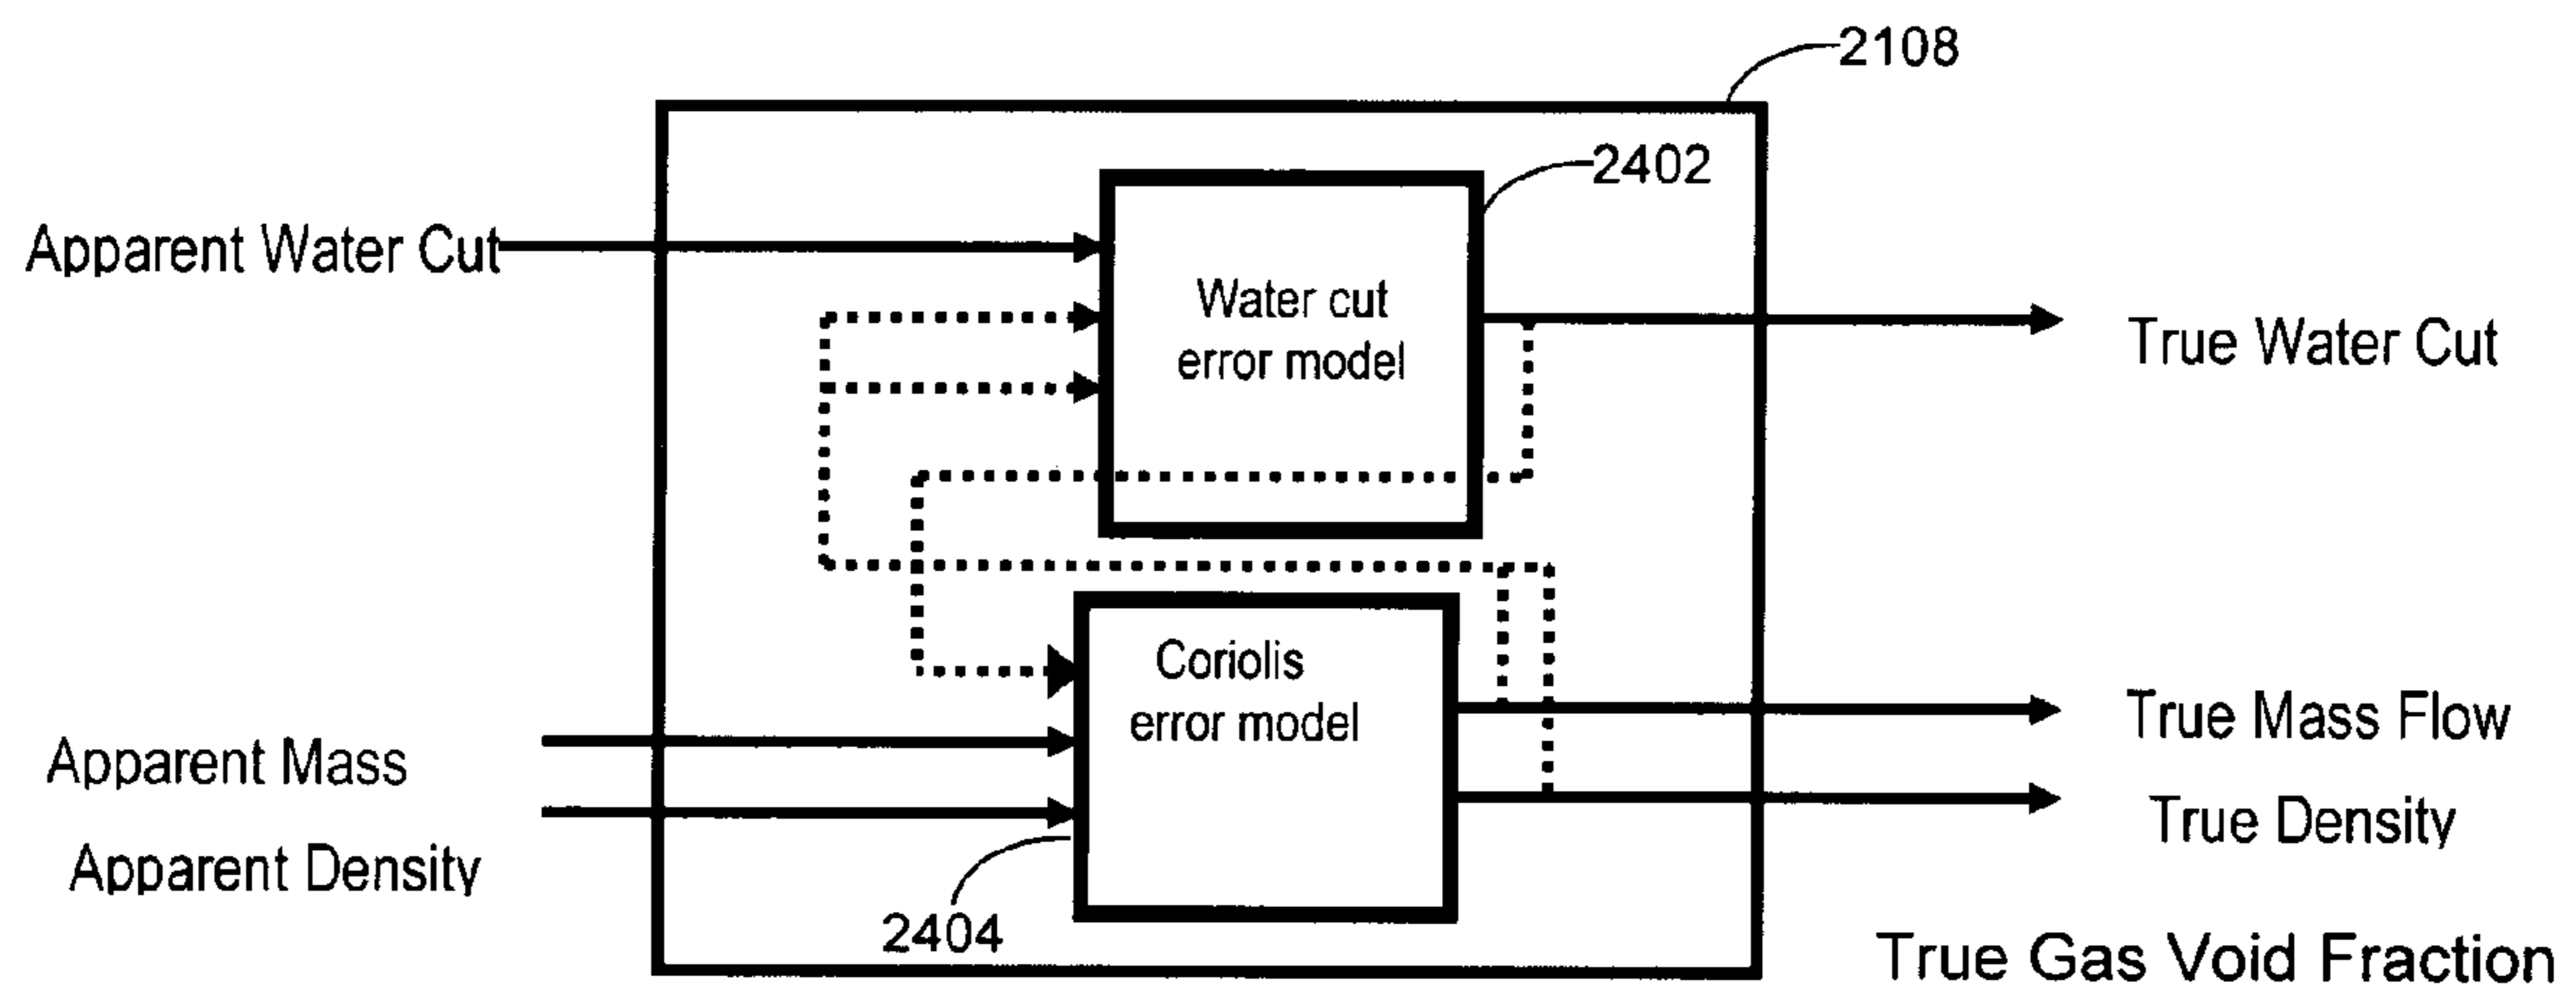 2108
2402
Apparent Water Cut
Water cut
error model
True Water Cut
Coriolis
error model
True Mass Flow
Apparent Mass
True Density
Apparent Density
2404
True Gas Void Fraction